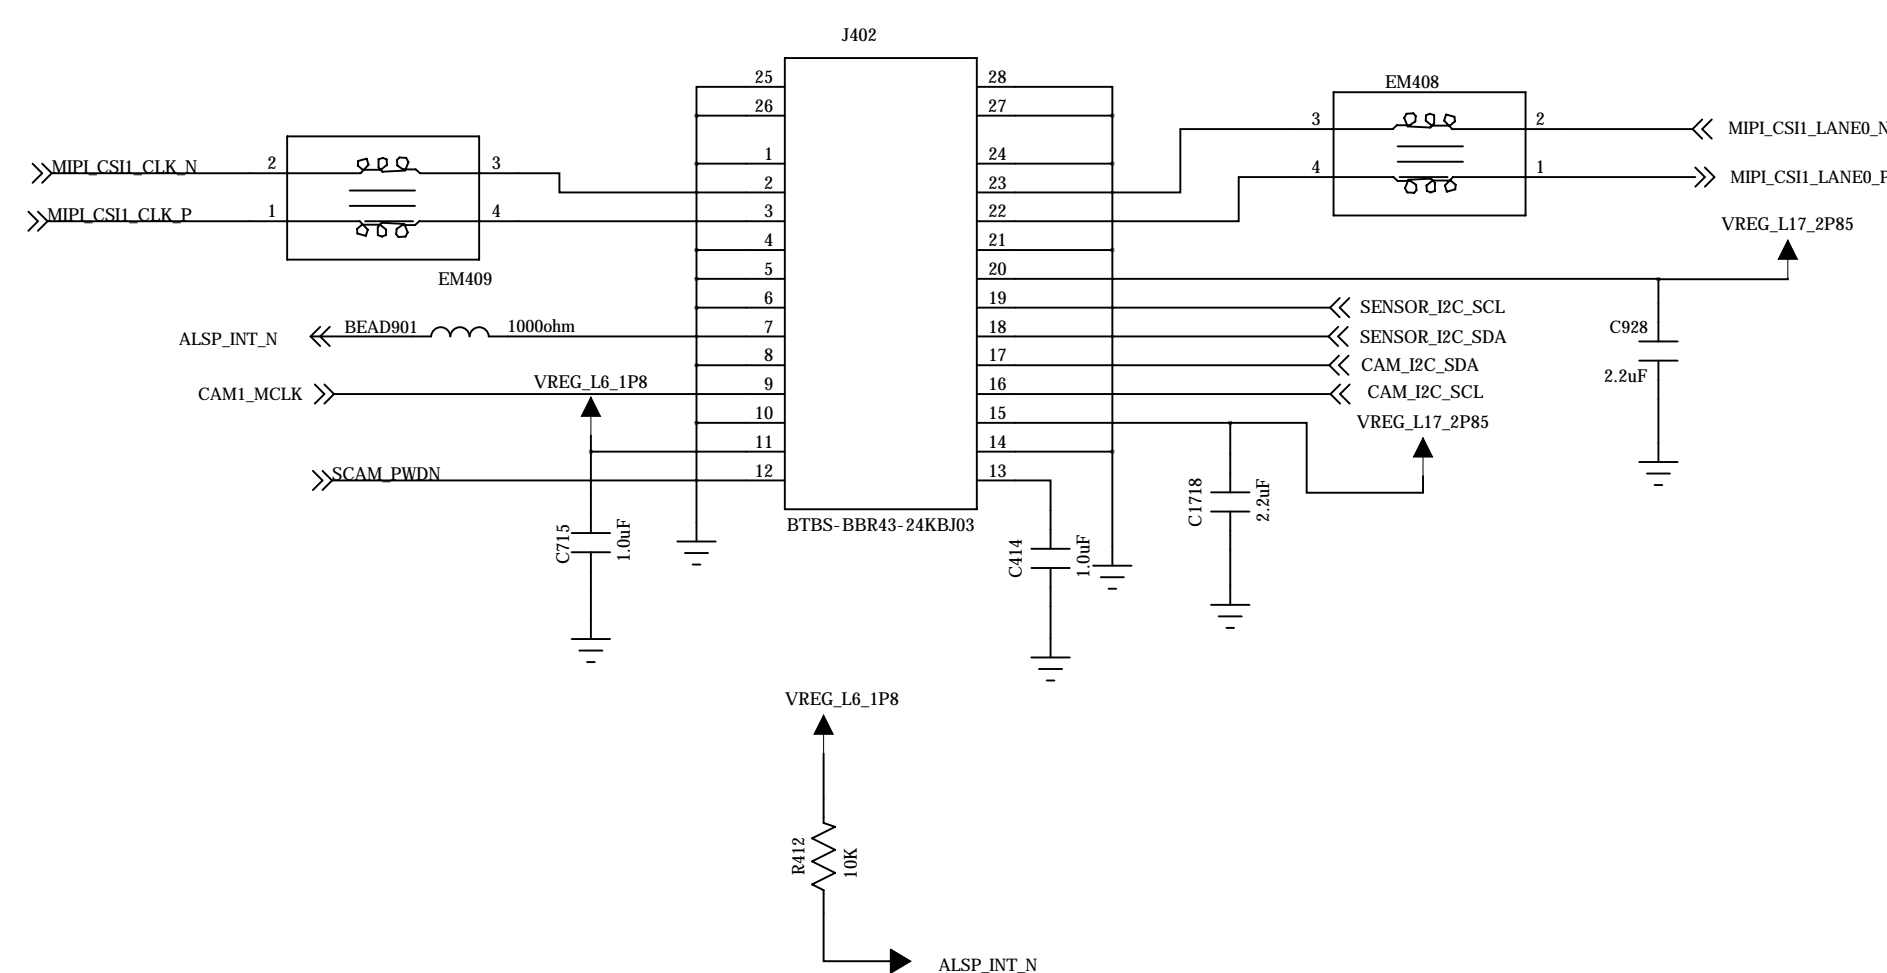 J402
25
26
1
2
3
4
5
6
7
8
9
10
11
12
28
27
24
23
22
21
20
19
18
17
16
15
14
13
BTBS-BBR43-24KBJ03
MIPI_CSI1_CLK_N
2
3
MIPI_CSI1_CLK_P
1
4
EM409
EM408
3
2
MIPI_CSI1_LANE0_N
4
1
MIPI_CSI1_LANE0_P
VREG_L17_2P85
ALSP_INT_N
BEAD901
1000ohm
SENSOR_I2C_SCL
SENSOR_I2C_SDA
CAM_I2C_SDA
CAM_I2C_SCL
C928
2.2uF
CAM1_MCLK
VREG_L6_1P8
VREG_L17_2P85
SCAM_PWDN
C715
1.0uF
C414
1.0uF
C1718
2.2uF
VREG_L6_1P8
R412
10K
ALSP_INT_N